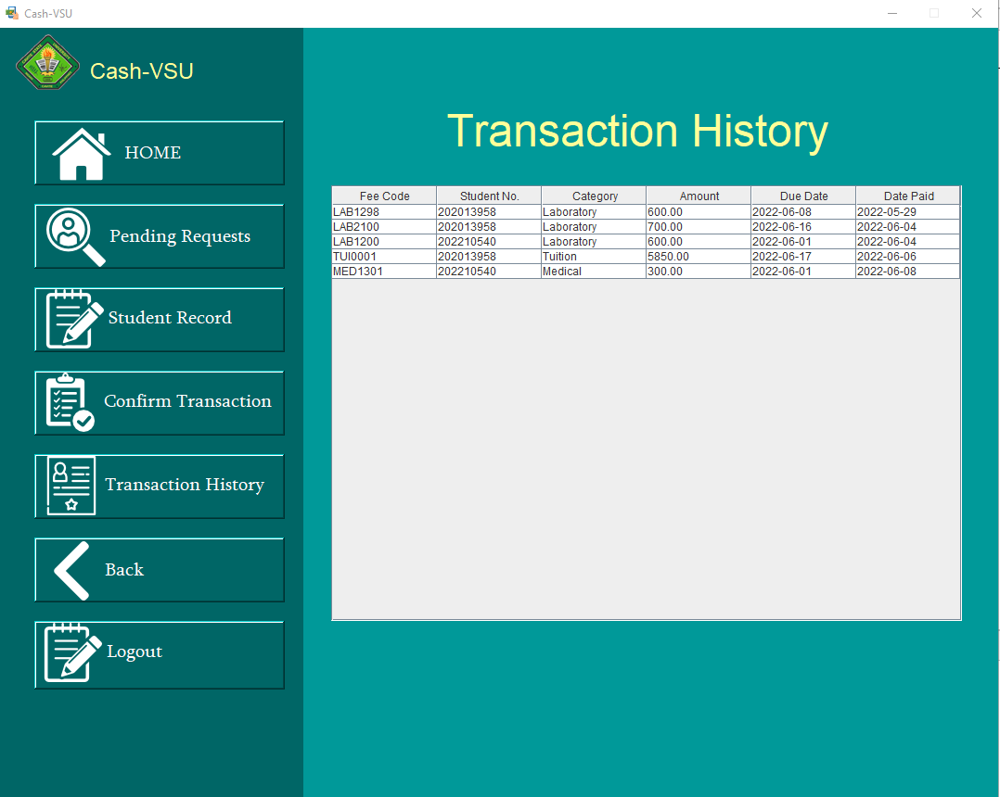 Cash-VSU
Cash-VSU
HOME
Pending Requests
Student Record
Confirm Transaction
Transaction History
Back
Logout
Transaction History
Fee Code Student No. Category Amount Due Date Date Paid
LAB1298 202013958 Laboratory 600.00 2022-06-08 2022-05-29
LAB2100 202013958 Laboratory 700.00 2022-06-16 2022-06-04
LAB1200 202210540 Laboratory 600.00 2022-06-01 2022-06-04
TUI0001 202013958 Tuition 5850.00 2022-06-17 2022-06-06
MED1301 202210540 Medical 300.00 2022-06-01 2022-06-08